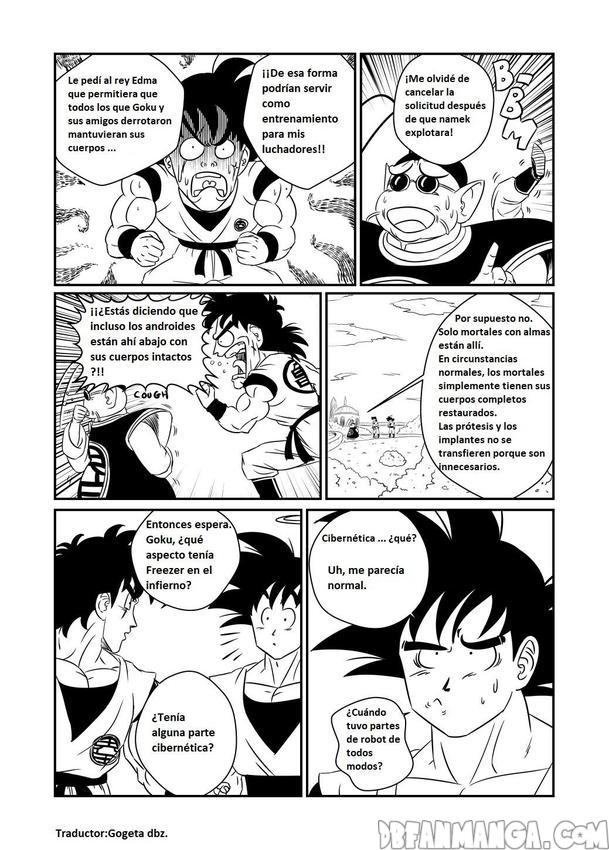 Le pedí al rey Edma
que permitiera que
todos los que Goku y
sus amigos derrotaron
mantuvieran sus
cuerpos ...
¡¡De esa forma
podrían servir
como
entrenamiento
para mis
luchadores!!
¡Me olvidé de
cancelar la
solicitud después
de que namek
explotara!
BIBBM
¡¡¿Estás diciendo que
incluso los androides
están ahí abajo con
sus cuerpos intactos
?!!
COUGH
Por supuesto no.
Solo mortales con almas
están allí.
En circunstancias
normales, los mortales
simplemente tienen sus
cuerpos completos
restaurados.
Las prótesis y los
implantes no se
transfieren porque son
innecesarios.
Entonces espera.
Goku, ¿qué
aspecto tenía
Freezer en el
infierno?
¿Tenía
alguna parte
cibernética?
Cibernética ... ¿qué?
Uh, me parecía
normal.
¿Cuándo
tuvo partes
de robot de
todos
modos?
Traductor:Gogeta dbz.
DBFANMANGA.COM